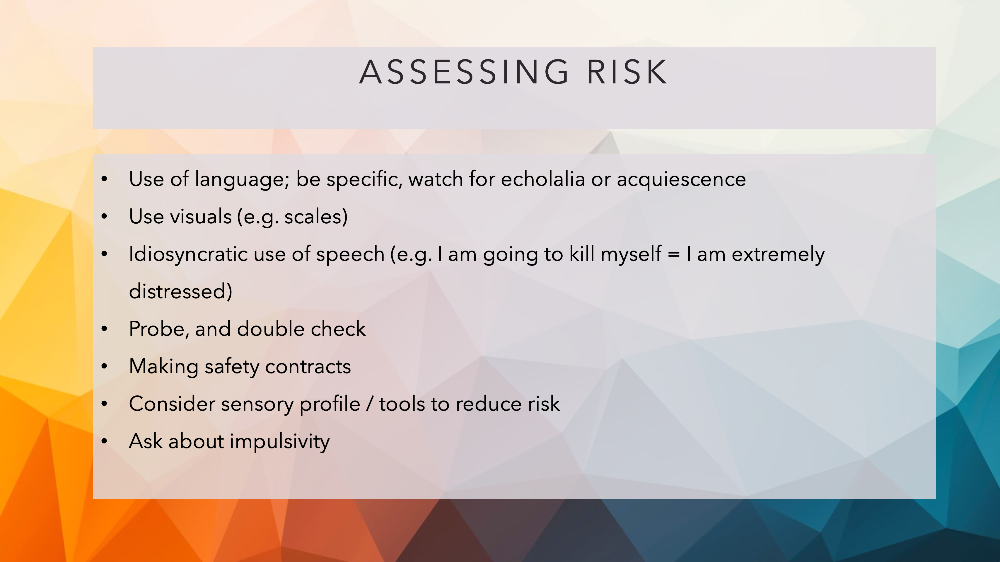 ASSESSING RISK
• Use of language; be specific, watch for echolalia or acquiescence
• Use visuals (e.g. scales)
• Idiosyncratic use of speech (e.g. I am going to kill myself = I am extremely
distressed)
• Probe, and double check
• Making safety contracts
• Consider sensory profile / tools to reduce risk
• Ask about impulsivity